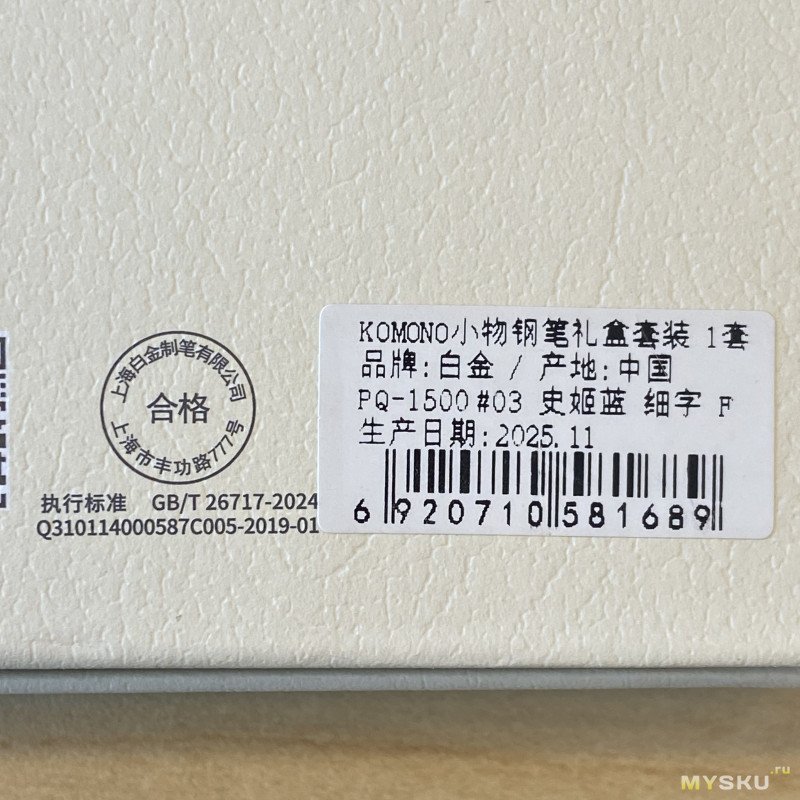 上海白金制笔有限公司
合格
上海市丰功路777号
执行标准 GB/T 26717-2024
Q310114000587C005-2019-01
KOMONO小物钢笔礼盒套装 1套
品牌:白金 / 产地:中国
PQ-1500#03 史姬蓝 细字 F
生产日期:2025.11
6 920710 581689
MYSKU.ru